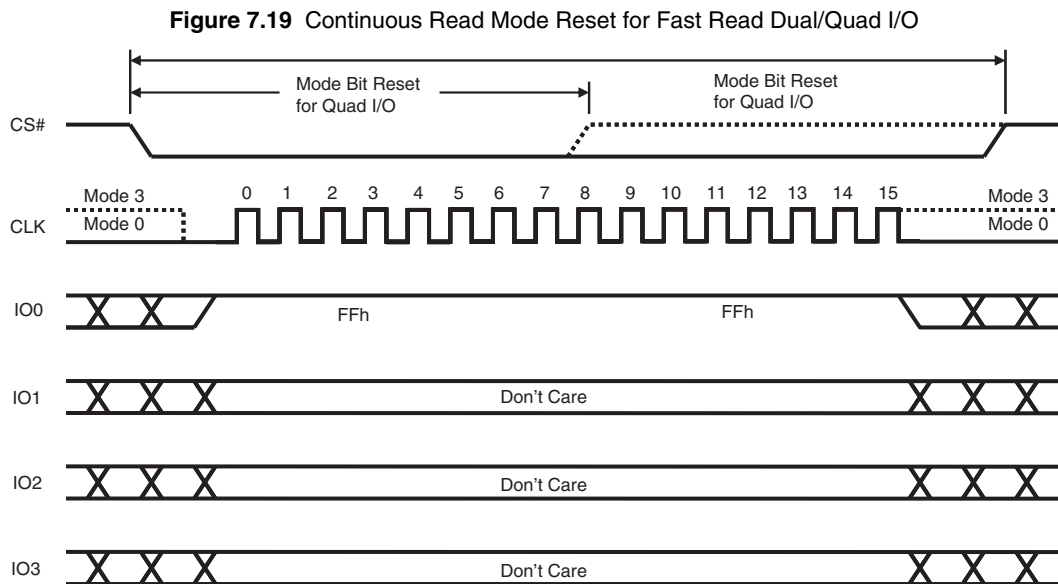 Figure 7.19 Continuous Read Mode Reset for Fast Read Dual/Quad I/O
Mode Bit Reset
for Quad I/O
Mode Bit Reset
for Quad I/O
CS#
Mode 3
0 1 2 3 4 5 6 7 8 9 10 11 12 13 14 15
Mode 3
CLK
Mode 0
Mode 0
IO0
FFh
FFh
IO1
Don't Care
IO2
Don't Care
IO3
Don't Care